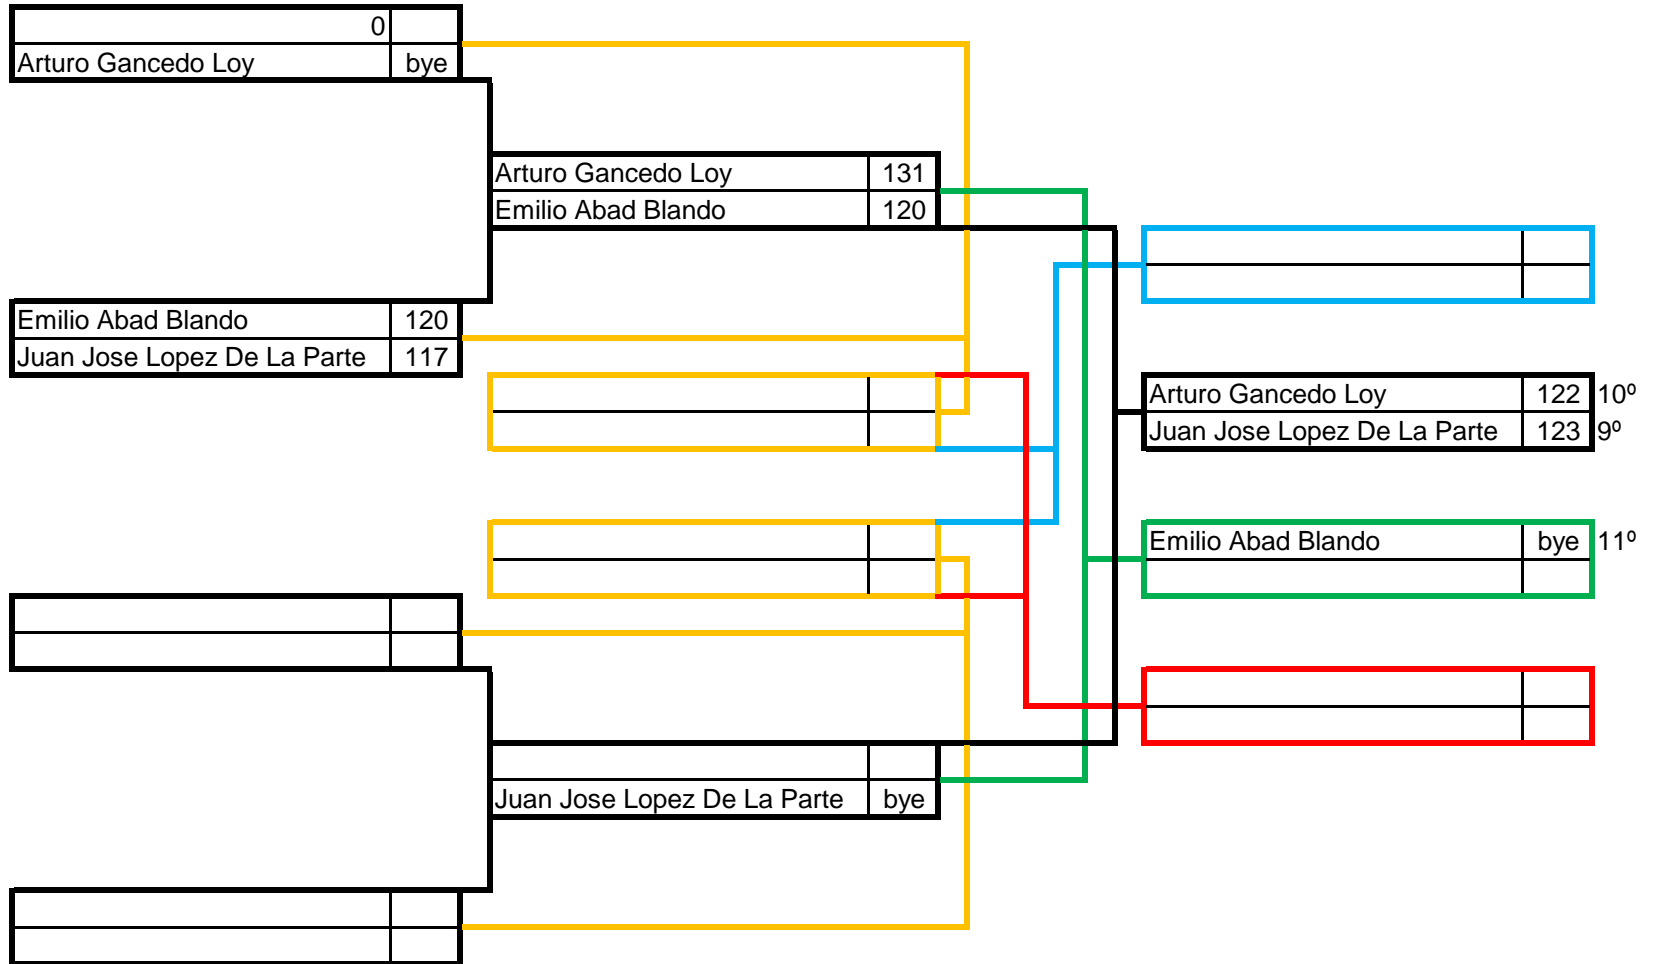 0
Arturo Gancedo Loy bye
Arturo Gancedo Loy 131
Emilio Abad Blando 120
Emilio Abad Blando 120
Juan Jose Lopez De La Parte 117
Arturo Gancedo Loy 122 10º
Juan Jose Lopez De La Parte 123 9º
Emilio Abad Blando bye 11º
Juan Jose Lopez De La Parte bye